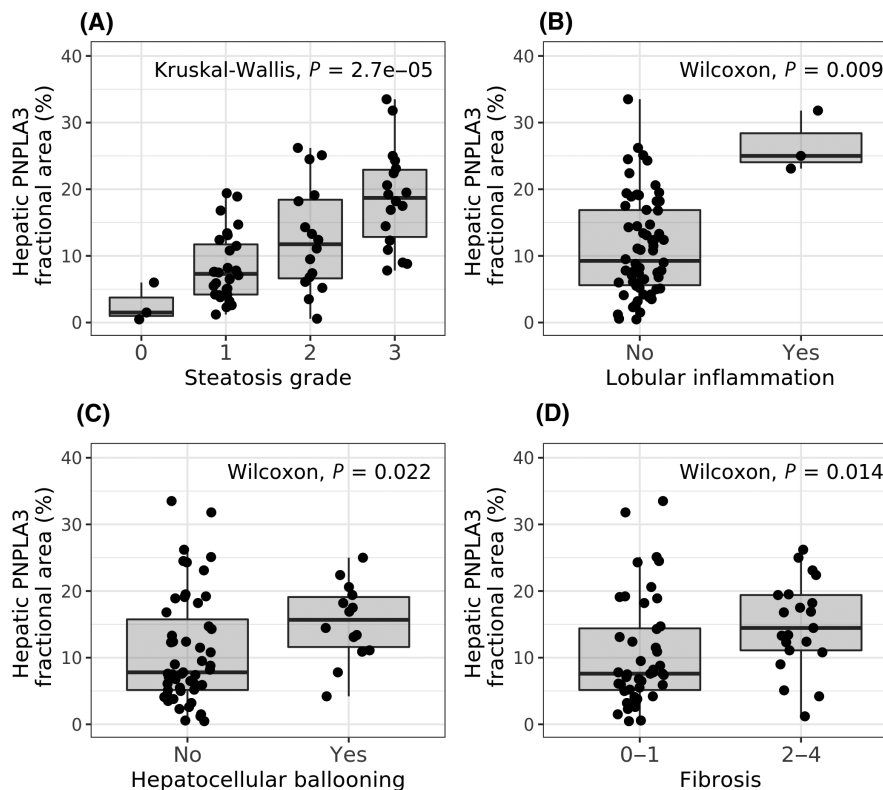 (A)
Kruskal-Wallis, P = 2.7e−05
Hepatic PNPLA3
fractional area (%)
40
30
20
10
0
0 1 2 3
Steatosis grade
(B)
Wilcoxon, P = 0.009
Hepatic PNPLA3
fractional area (%)
40
30
20
10
0
No Yes
Lobular inflammation
(C)
Wilcoxon, P = 0.022
Hepatic PNPLA3
fractional area (%)
40
30
20
10
0
No Yes
Hepatocellular ballooning
(D)
Wilcoxon, P = 0.014
Hepatic PNPLA3
fractional area (%)
40
30
20
10
0
0−1 2−4
Fibrosis